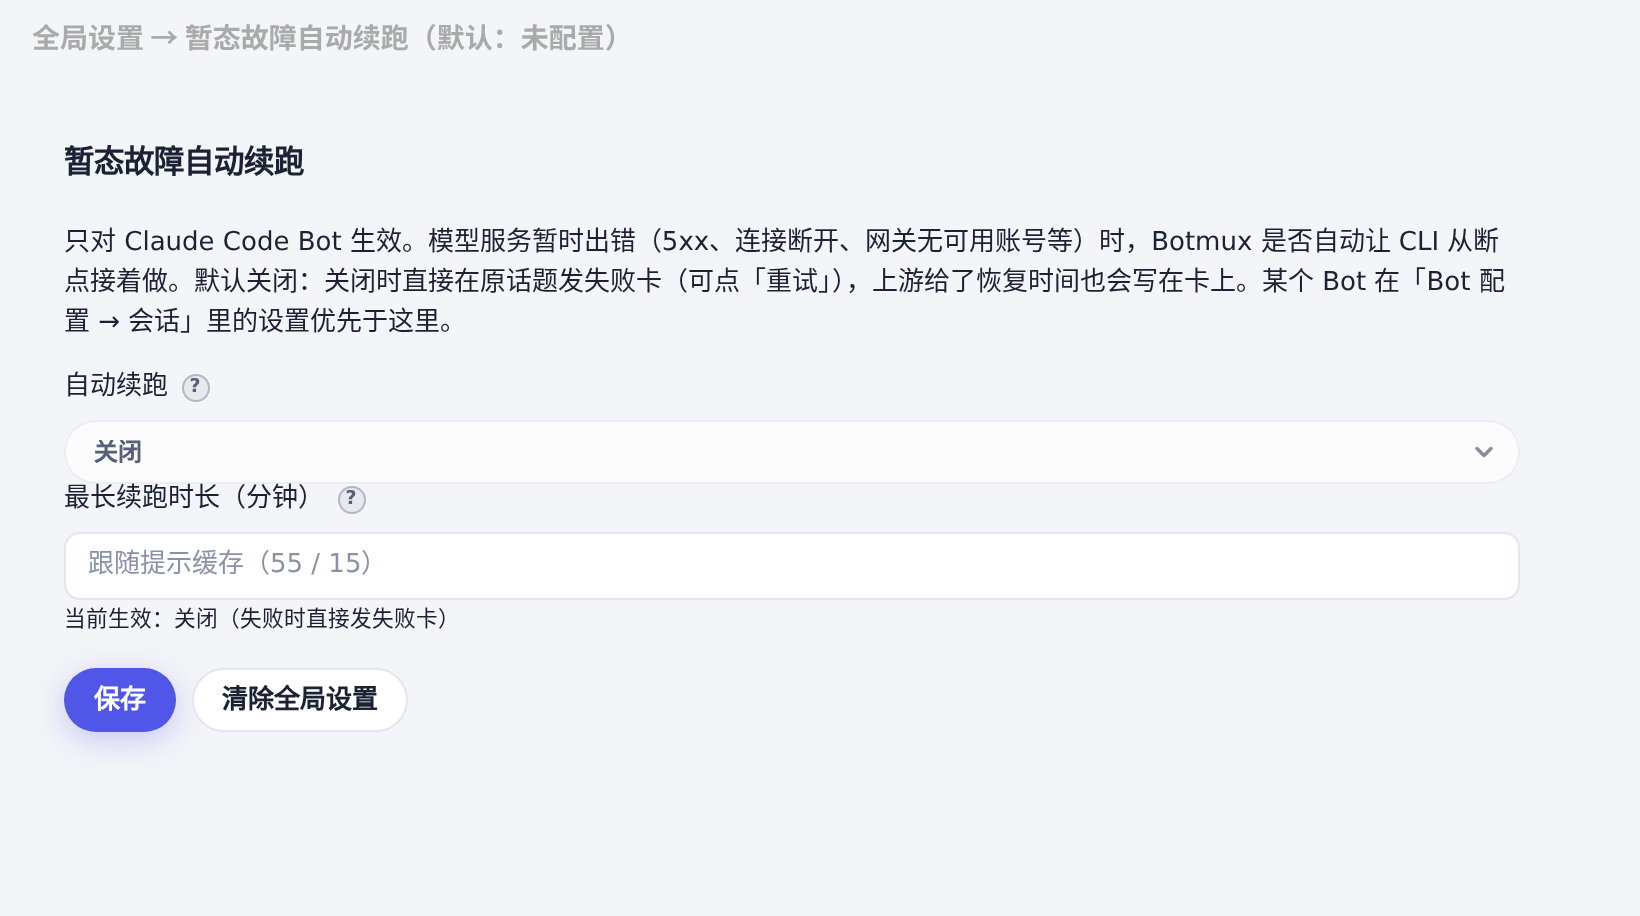 全局设置 → 暂态故障自动续跑（默认：未配置）
暂态故障自动续跑
只对 Claude Code Bot 生效。模型服务暂时出错（5xx、连接断开、网关无可用账号等）时，Botmux 是否自动让 CLI 从断
点接着做。默认关闭：关闭时直接在原话题发失败卡（可点「重试」），上游给了恢复时间也会写在卡上。某个 Bot 在「Bot 配
置 → 会话」里的设置优先于这里。
自动续跑 ?
关闭
最长续跑时长（分钟） ?
跟随提示缓存（55 / 15）
当前生效：关闭（失败时直接发失败卡）
保存 清除全局设置